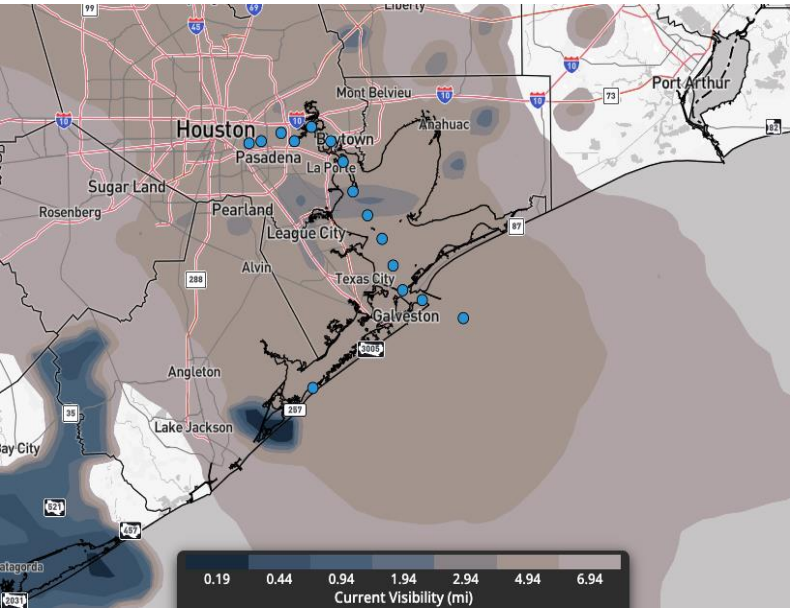 Liberty
99
45
69
10
Mont Belvieu
10
10
73
Port Arthur
82
10
Houston
10
Baytown
Anahuac
Pasadena
La Porte
Sugar Land
Rosenberg
Pearland
League City
87
Alvin
288
Texas City
Galveston
3005
Angleton
35
257
Lake Jackson
Bay City
521
457
atagorda
2031
0.19 0.44 0.94 1.94 2.94 4.94 6.94
Current Visibility (mi)